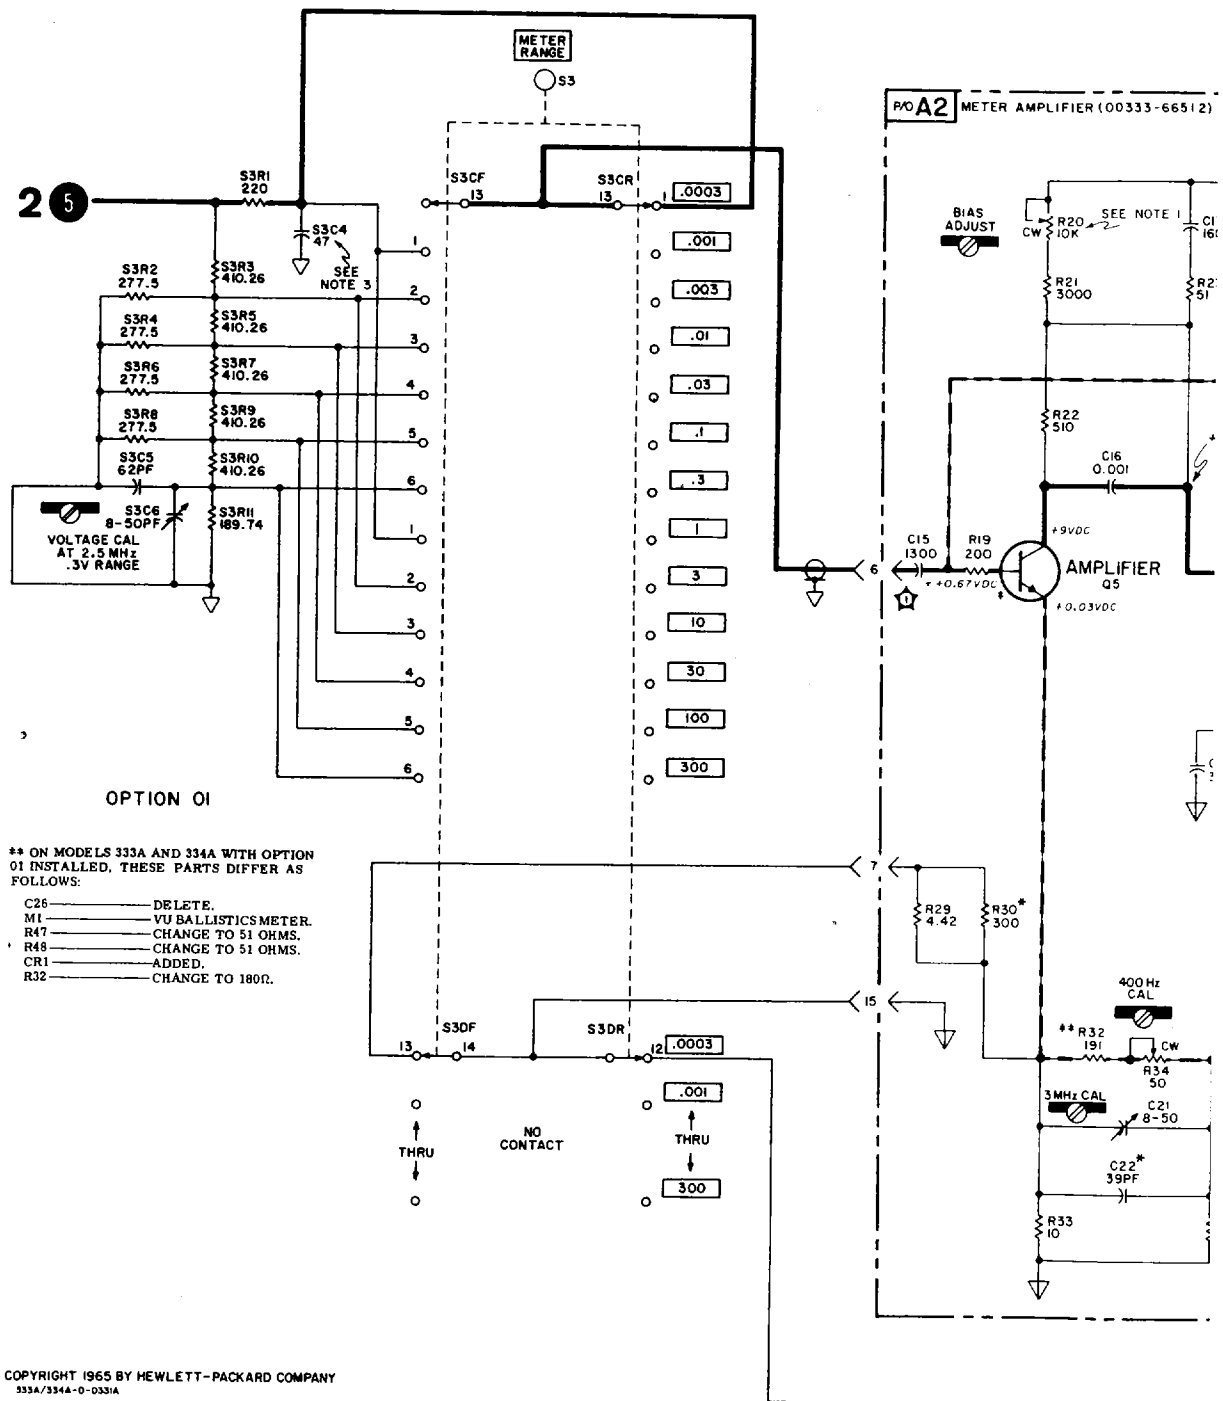 METER
RANGE
S3
P/O A2 METER AMPLIFIER (00333-66512)
2 5
S3R1
220
S3CF
13
S3CR
13
1
.0003
S3C4
47
SEE
NOTE 3
BIAS
ADJUST
CW
R20
10K
SEE NOTE 1
1
.001
S3R2
277.5
S3R3
410.26
R21
3000
2
.003
S3R4
277.5
S3R5
410.26
3
.01
S3R6
277.5
S3R7
410.26
4
.03
S3R8
277.5
S3R9
410.26
R22
510
5
.1
S3C5
62PF
S3R10
410.26
C16
0.001
6
.3
S3C6
8-50PF
S3R11
189.74
VOLTAGE CAL
AT 2.5 MHz
.3V RANGE
1
1
+9VDC
C15
1300
R19
200
6
+0.67VDC
*
AMPLIFIER
Q5
+0.03VDC
1
2
3
3
10
4
30
5
100
6
300
OPTION 01
** ON MODELS 333A AND 334A WITH OPTION
01 INSTALLED, THESE PARTS DIFFER AS
FOLLOWS:
C26 DELETE.
M1 VU BALLISTICS METER.
R47 CHANGE TO 51 OHMS.
R48 CHANGE TO 51 OHMS.
CR1 ADDED.
R32 CHANGE TO 180Ω.
7
R29
4.42
R30*
300
15
400 Hz
CAL
S3DF
13
14
S3DR
12
.0003
**R32
191
CW
R34
50
.001
3MHz CAL
C21
8-50
THRU
NO
CONTACT
THRU
C22*
39PF
300
R33
10
COPYRIGHT 1965 BY HEWLETT-PACKARD COMPANY
333A/334A-D-0331A